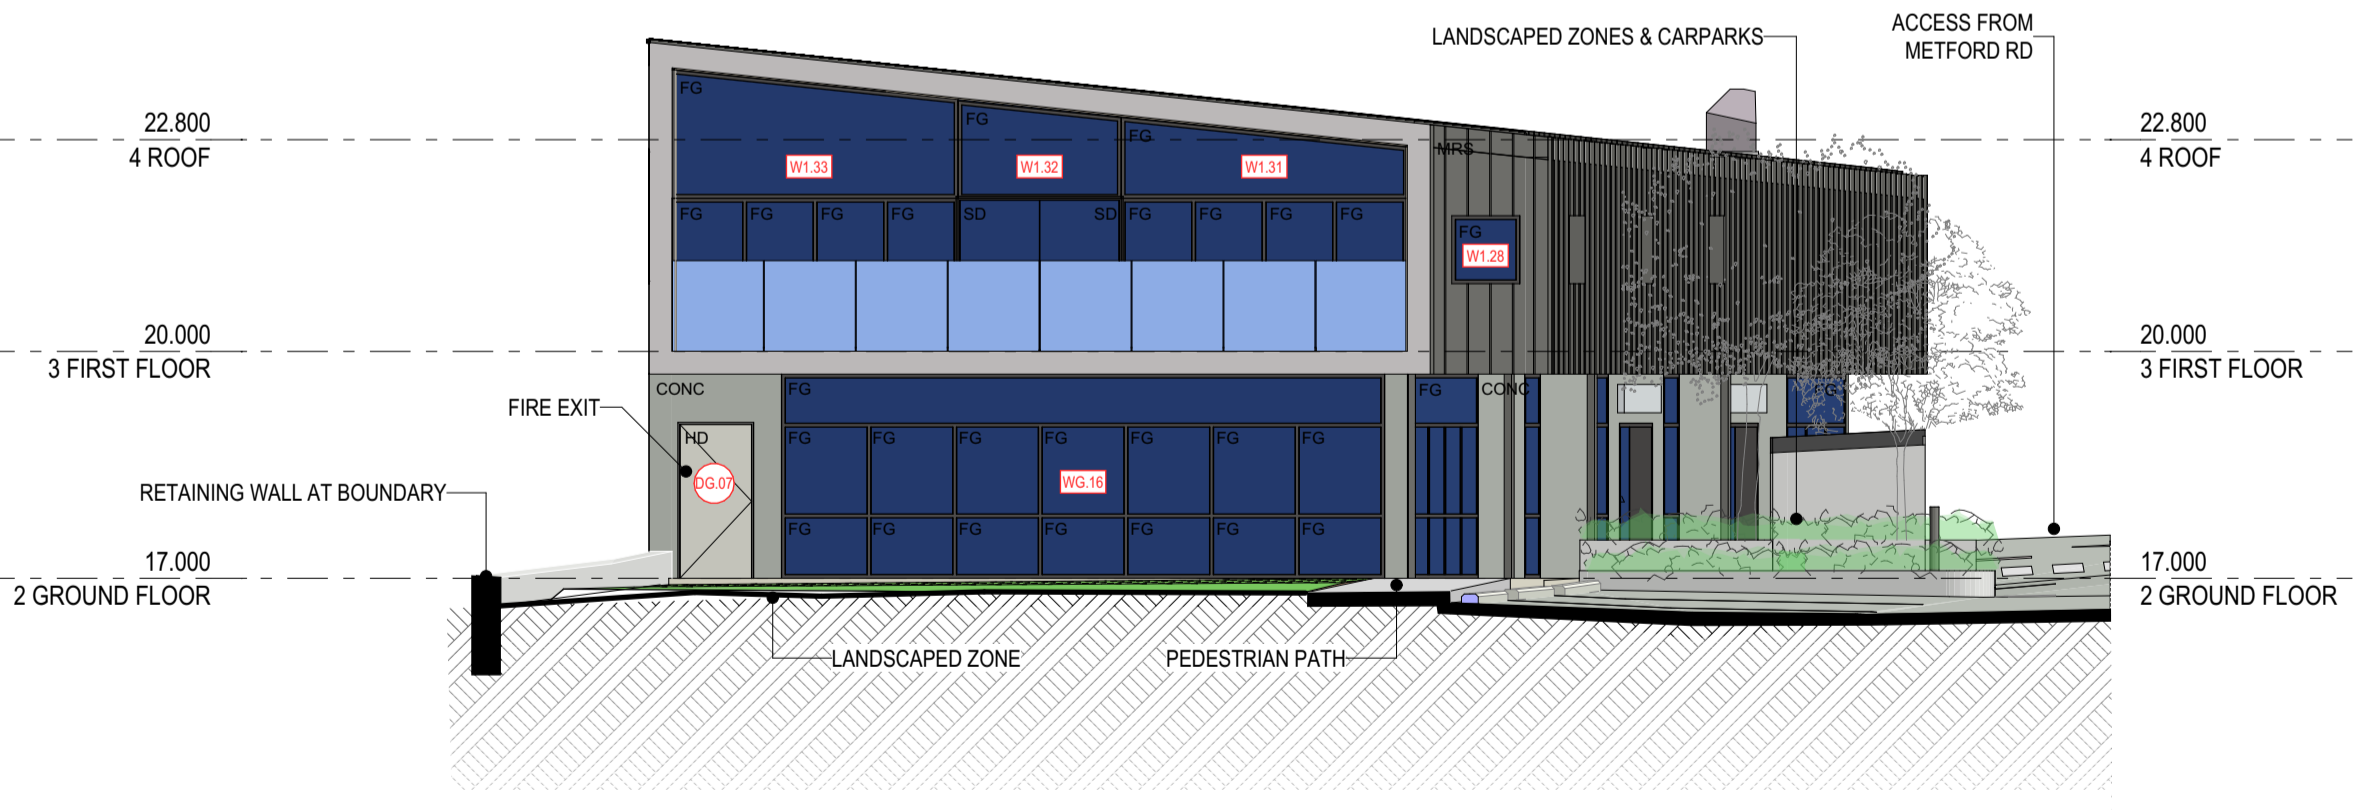 ACCESS FROM
METFORD RD
LANDSCAPED ZONES & CARPARKS
FG
FG
FG
22.800
4 ROOF
22.800
4 ROOF
MRS
W1.33
W1.32
W1.31
FG
FG
FG
FG
SD
SD
FG
FG
FG
FG
FG
W1.28
20.000
3 FIRST FLOOR
20.000
3 FIRST FLOOR
CONC
FG
FG
CONC
FG
FIRE EXIT
HD
FG
FG
FG
FG
FG
FG
FG
DG.07
WG.16
RETAINING WALL AT BOUNDARY
FG
FG
FG
FG
FG
FG
FG
17.000
2 GROUND FLOOR
17.000
2 GROUND FLOOR
LANDSCAPED ZONE
PEDESTRIAN PATH